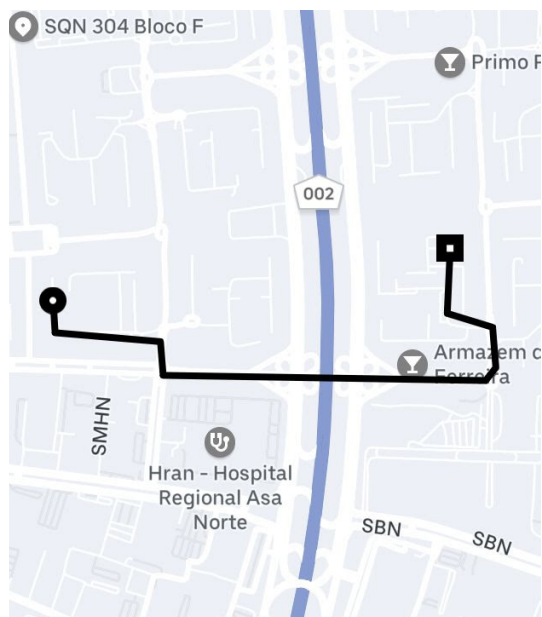 SQN 304 Bloco F
Primo
002
Armazem
Ferreira
SMHN
Hran - Hospital
Regional Asa
Norte
SBN
SBN